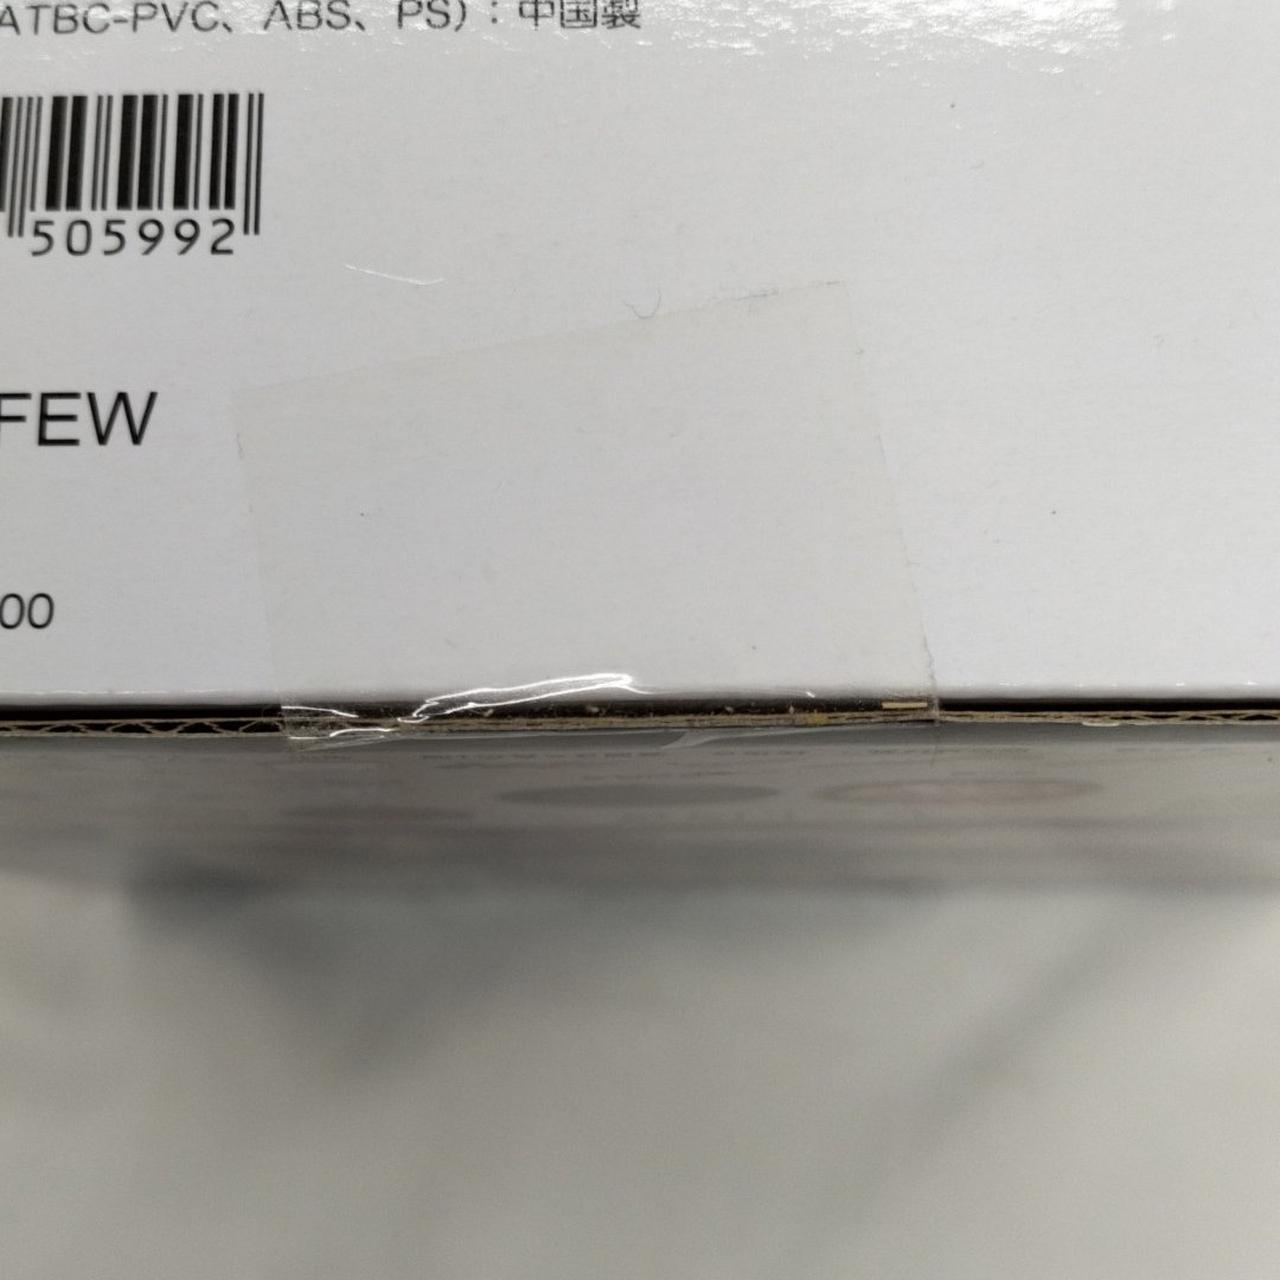 ATBC-PVC、ABS、PS)：中国製
505992
FEW
00